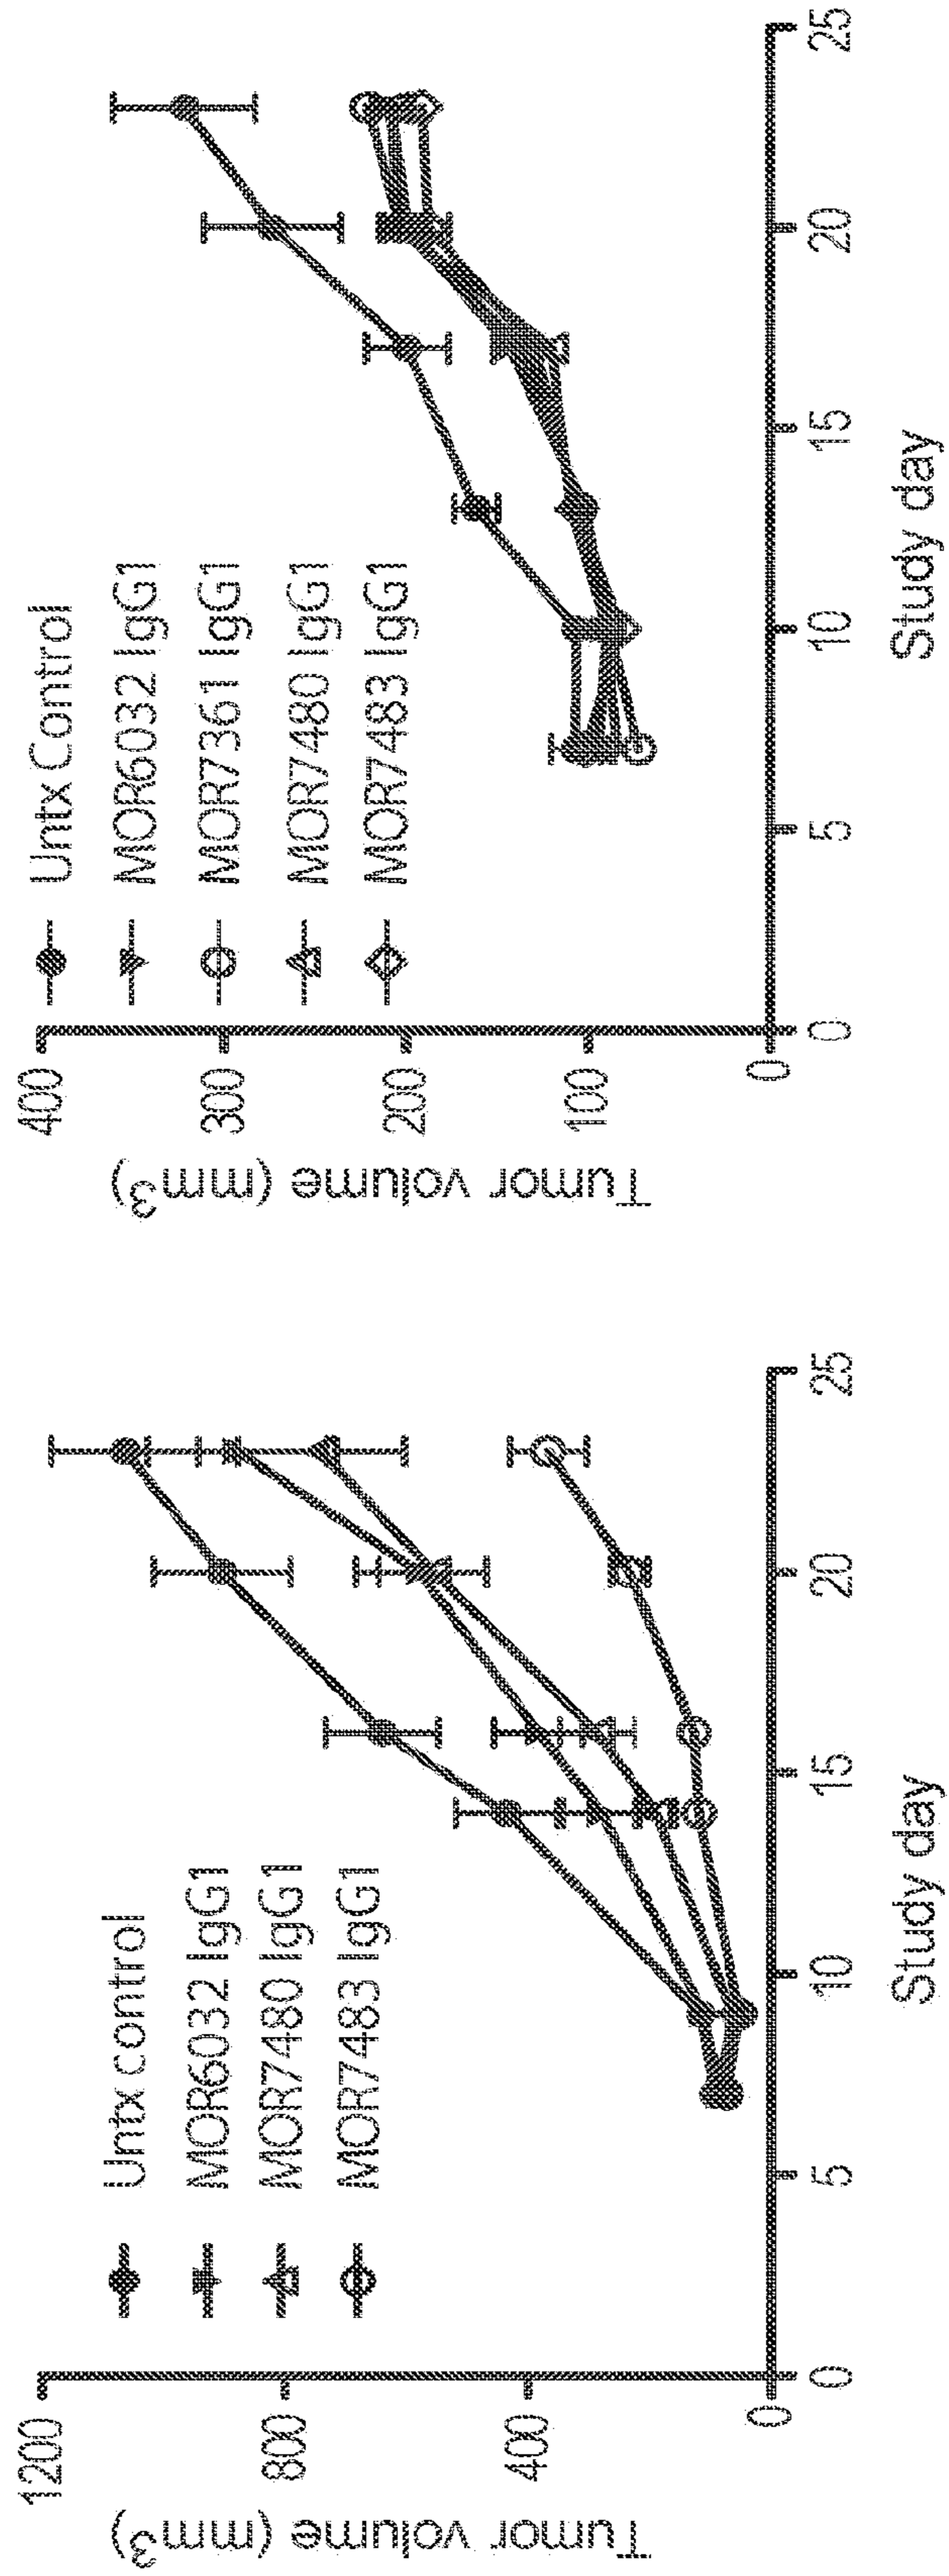 Tumor volume (mm3)
1200
800
400
0
Untx control
MOR6032 IgG1
MOR7480 IgG1
MOR7483 IgG1
0
5
10
15
20
25
Study day
Tumor volume (mm3)
400
300
200
100
0
Untx Control
MOR6032 IgG1
MOR7361 IgG1
MOR7480 IgG1
MOR7483 IgG1
0
5
10
15
20
25
Study day